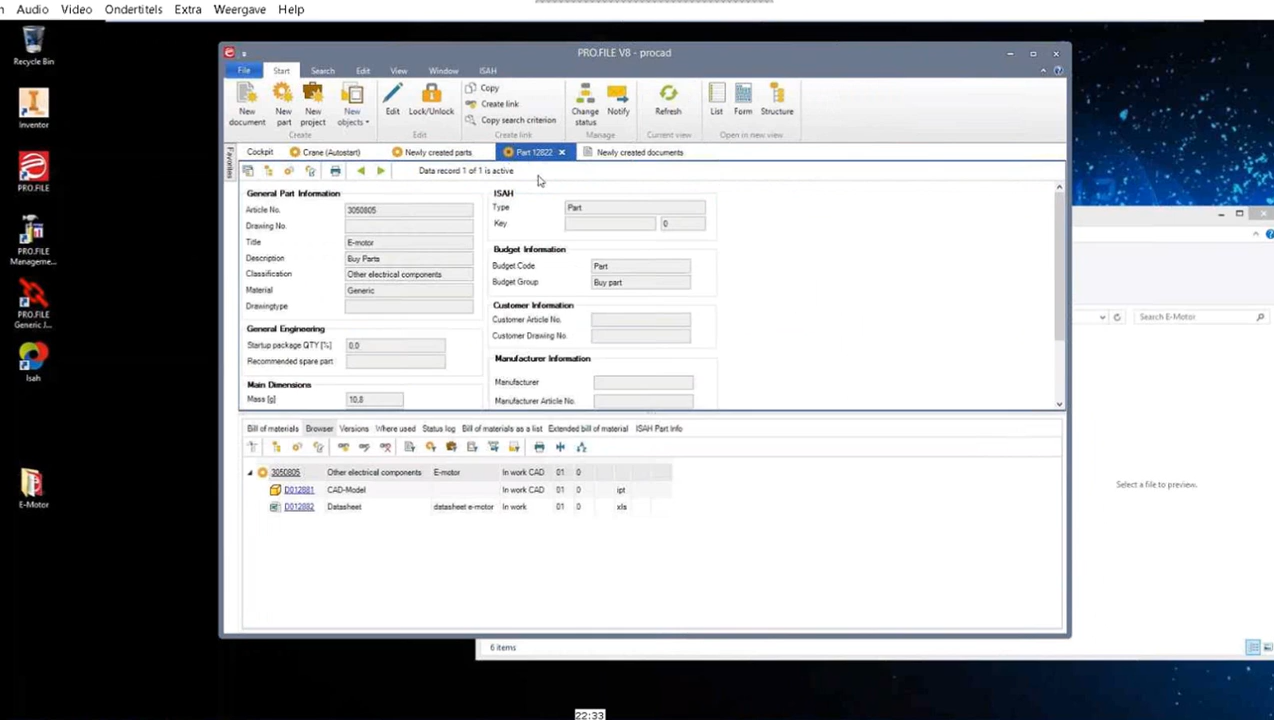 Audio Video Ondertitels Extra Weergave Help
Recycle Bin
Inventor
PRO.FILE
PRO.FILE
Manageme...
PRO.FILE
Generic J...
Isah
E-Motor
PRO.FILE V8 - procad
File Start Search Edit View Window ISAH
New document
New part
New project
New objects
Create
Edit
Lock/Unlock
Edit
Copy
Create link
Copy search criterion
Create link
Change status
Notify
Manage
Refresh
Current view
List
Form
Structure
Open in new view
Favorites
Cockpit Crane (Autostart) Newly created parts Part 12822 Newly created documents
Data record 1 of 1 is active
General Part Information
Article No. 3050805
Drawing No.
Title E-motor
Description Buy Parts
Classification Other electrical components
Material Generic
Drawingtype
General Engineering
Startup package QTY [%] 0,0
Recommended spare part
Main Dimensions
Mass [g] 10,8
ISAH
Type Part
Key 0
Budget Information
Budget Code Part
Budget Group Buy part
Customer Information
Customer Article No.
Customer Drawing No.
Manufacturer Information
Manufacturer
Manufacturer Article No.
Bill of materials Browser Versions Where used Status log Bill of materials as a list Extended bill of material ISAH Part Info
3050805 Other electrical components E-motor In work CAD 01 0
D012881 CAD-Model In work CAD 01 0 ipt
D012882 Datasheet datasheet e-motor In work 01 0 xls
Search E-Motor
Select a file to preview.
6 items
22:33